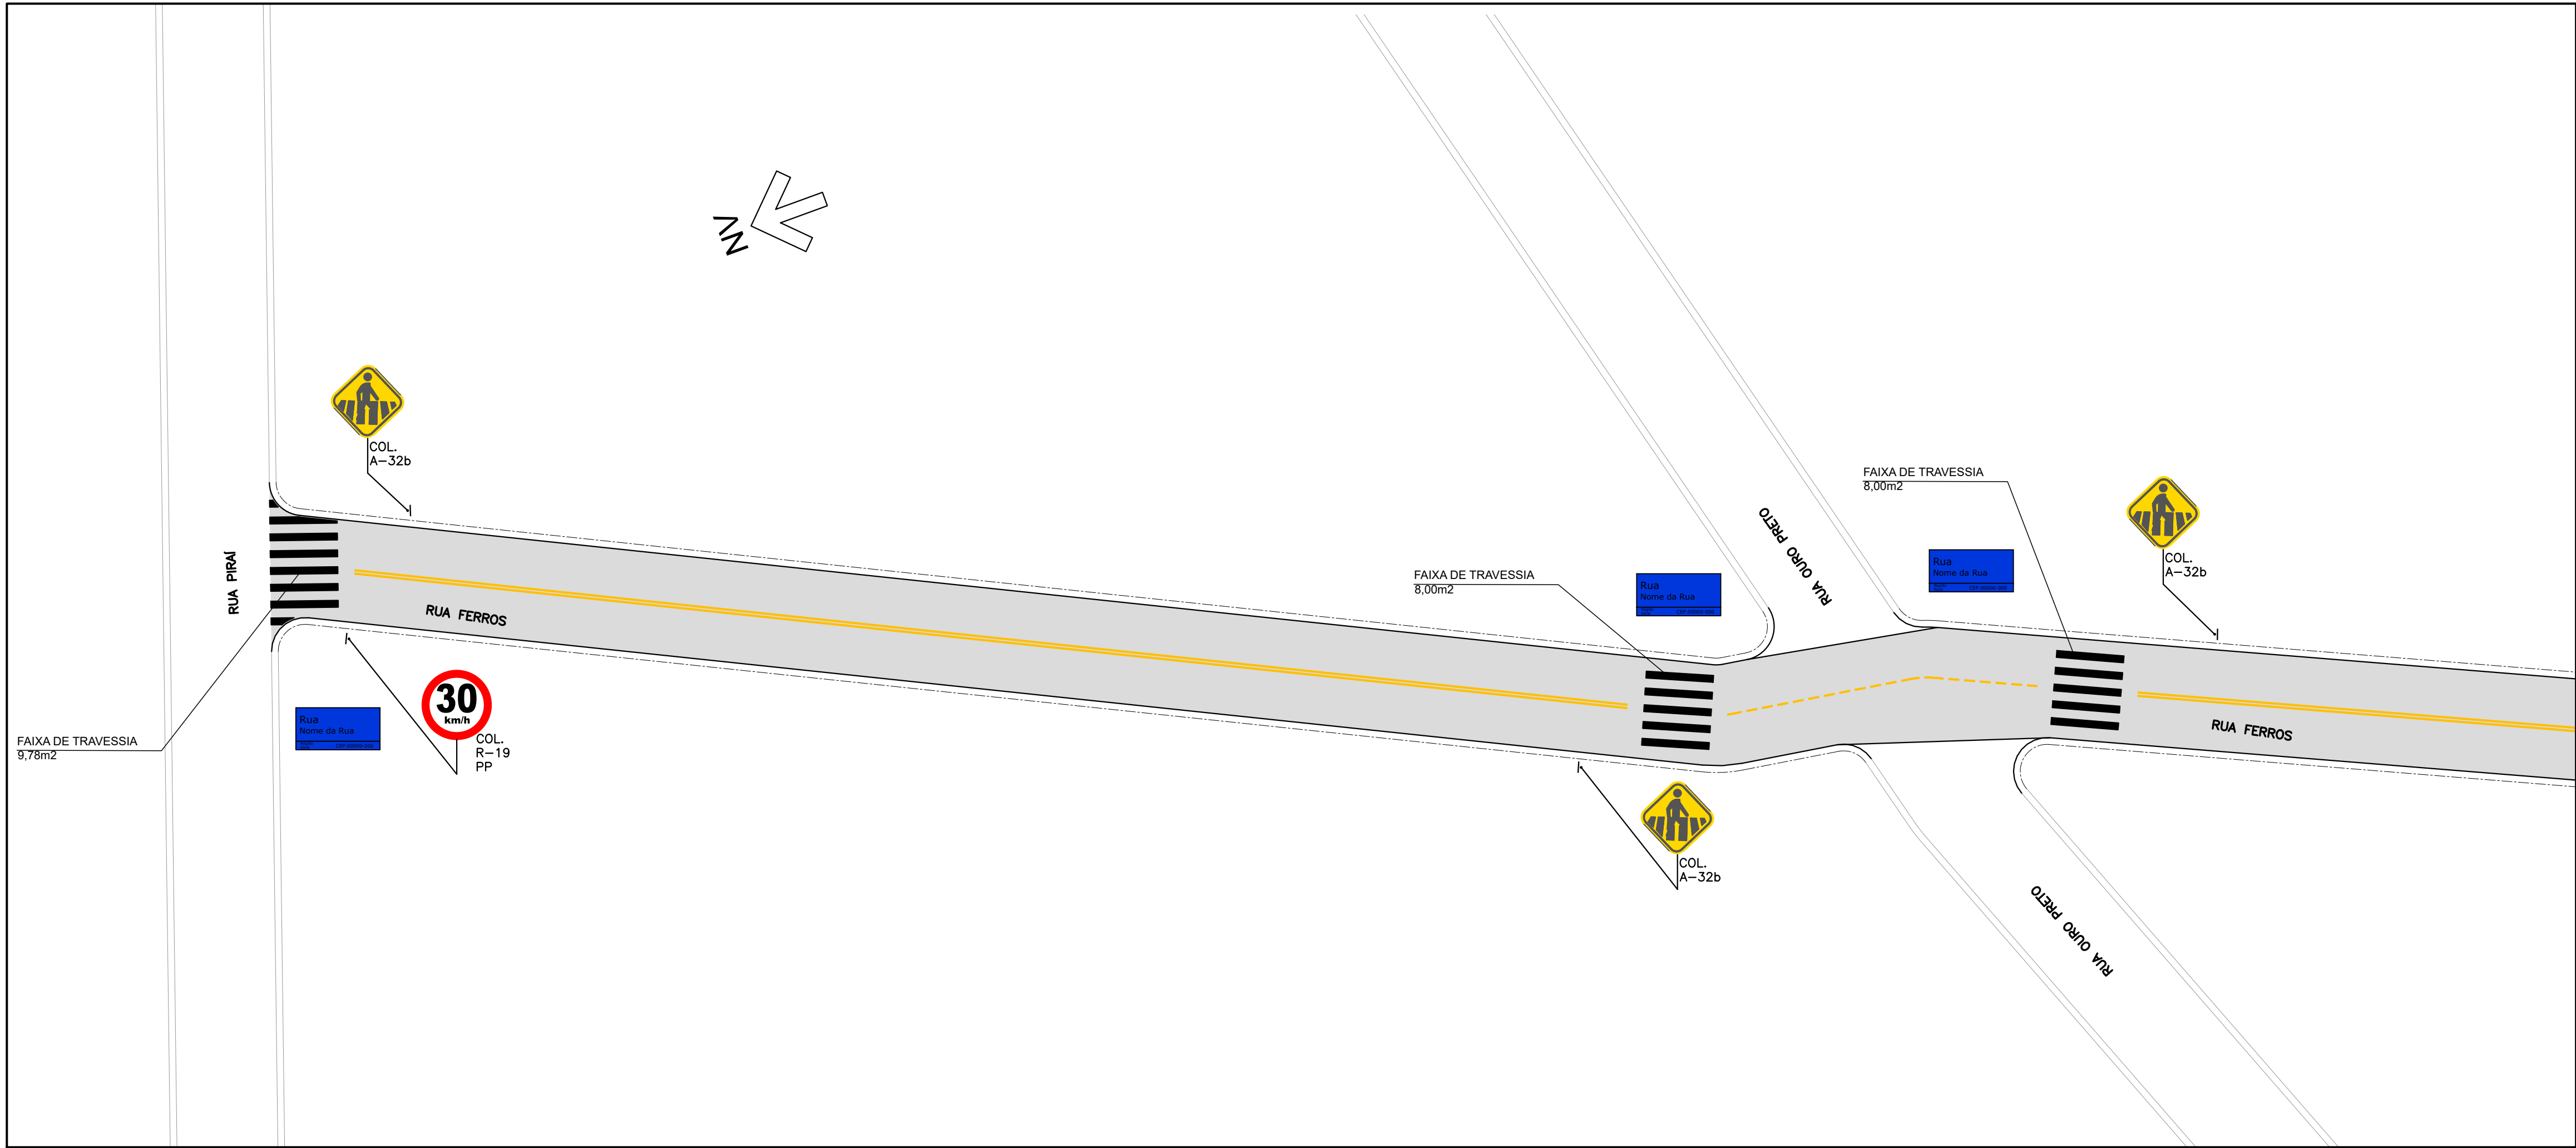 NV
COL.
A-32b
FAIXA DE TRAVESSIA
8,00m2
COL.
A-32b
RUA OURO PRETO
Rua
Nome da Rua
FAIXA DE TRAVESSIA
8,00m2
Rua
Nome da Rua
RUA PIRAÍ
RUA FERROS
30
km/h
Rua
Nome da Rua
COL.
R-19
PP
FAIXA DE TRAVESSIA
9,78m2
RUA FERROS
COL.
A-32b
RUA OURO PRETO